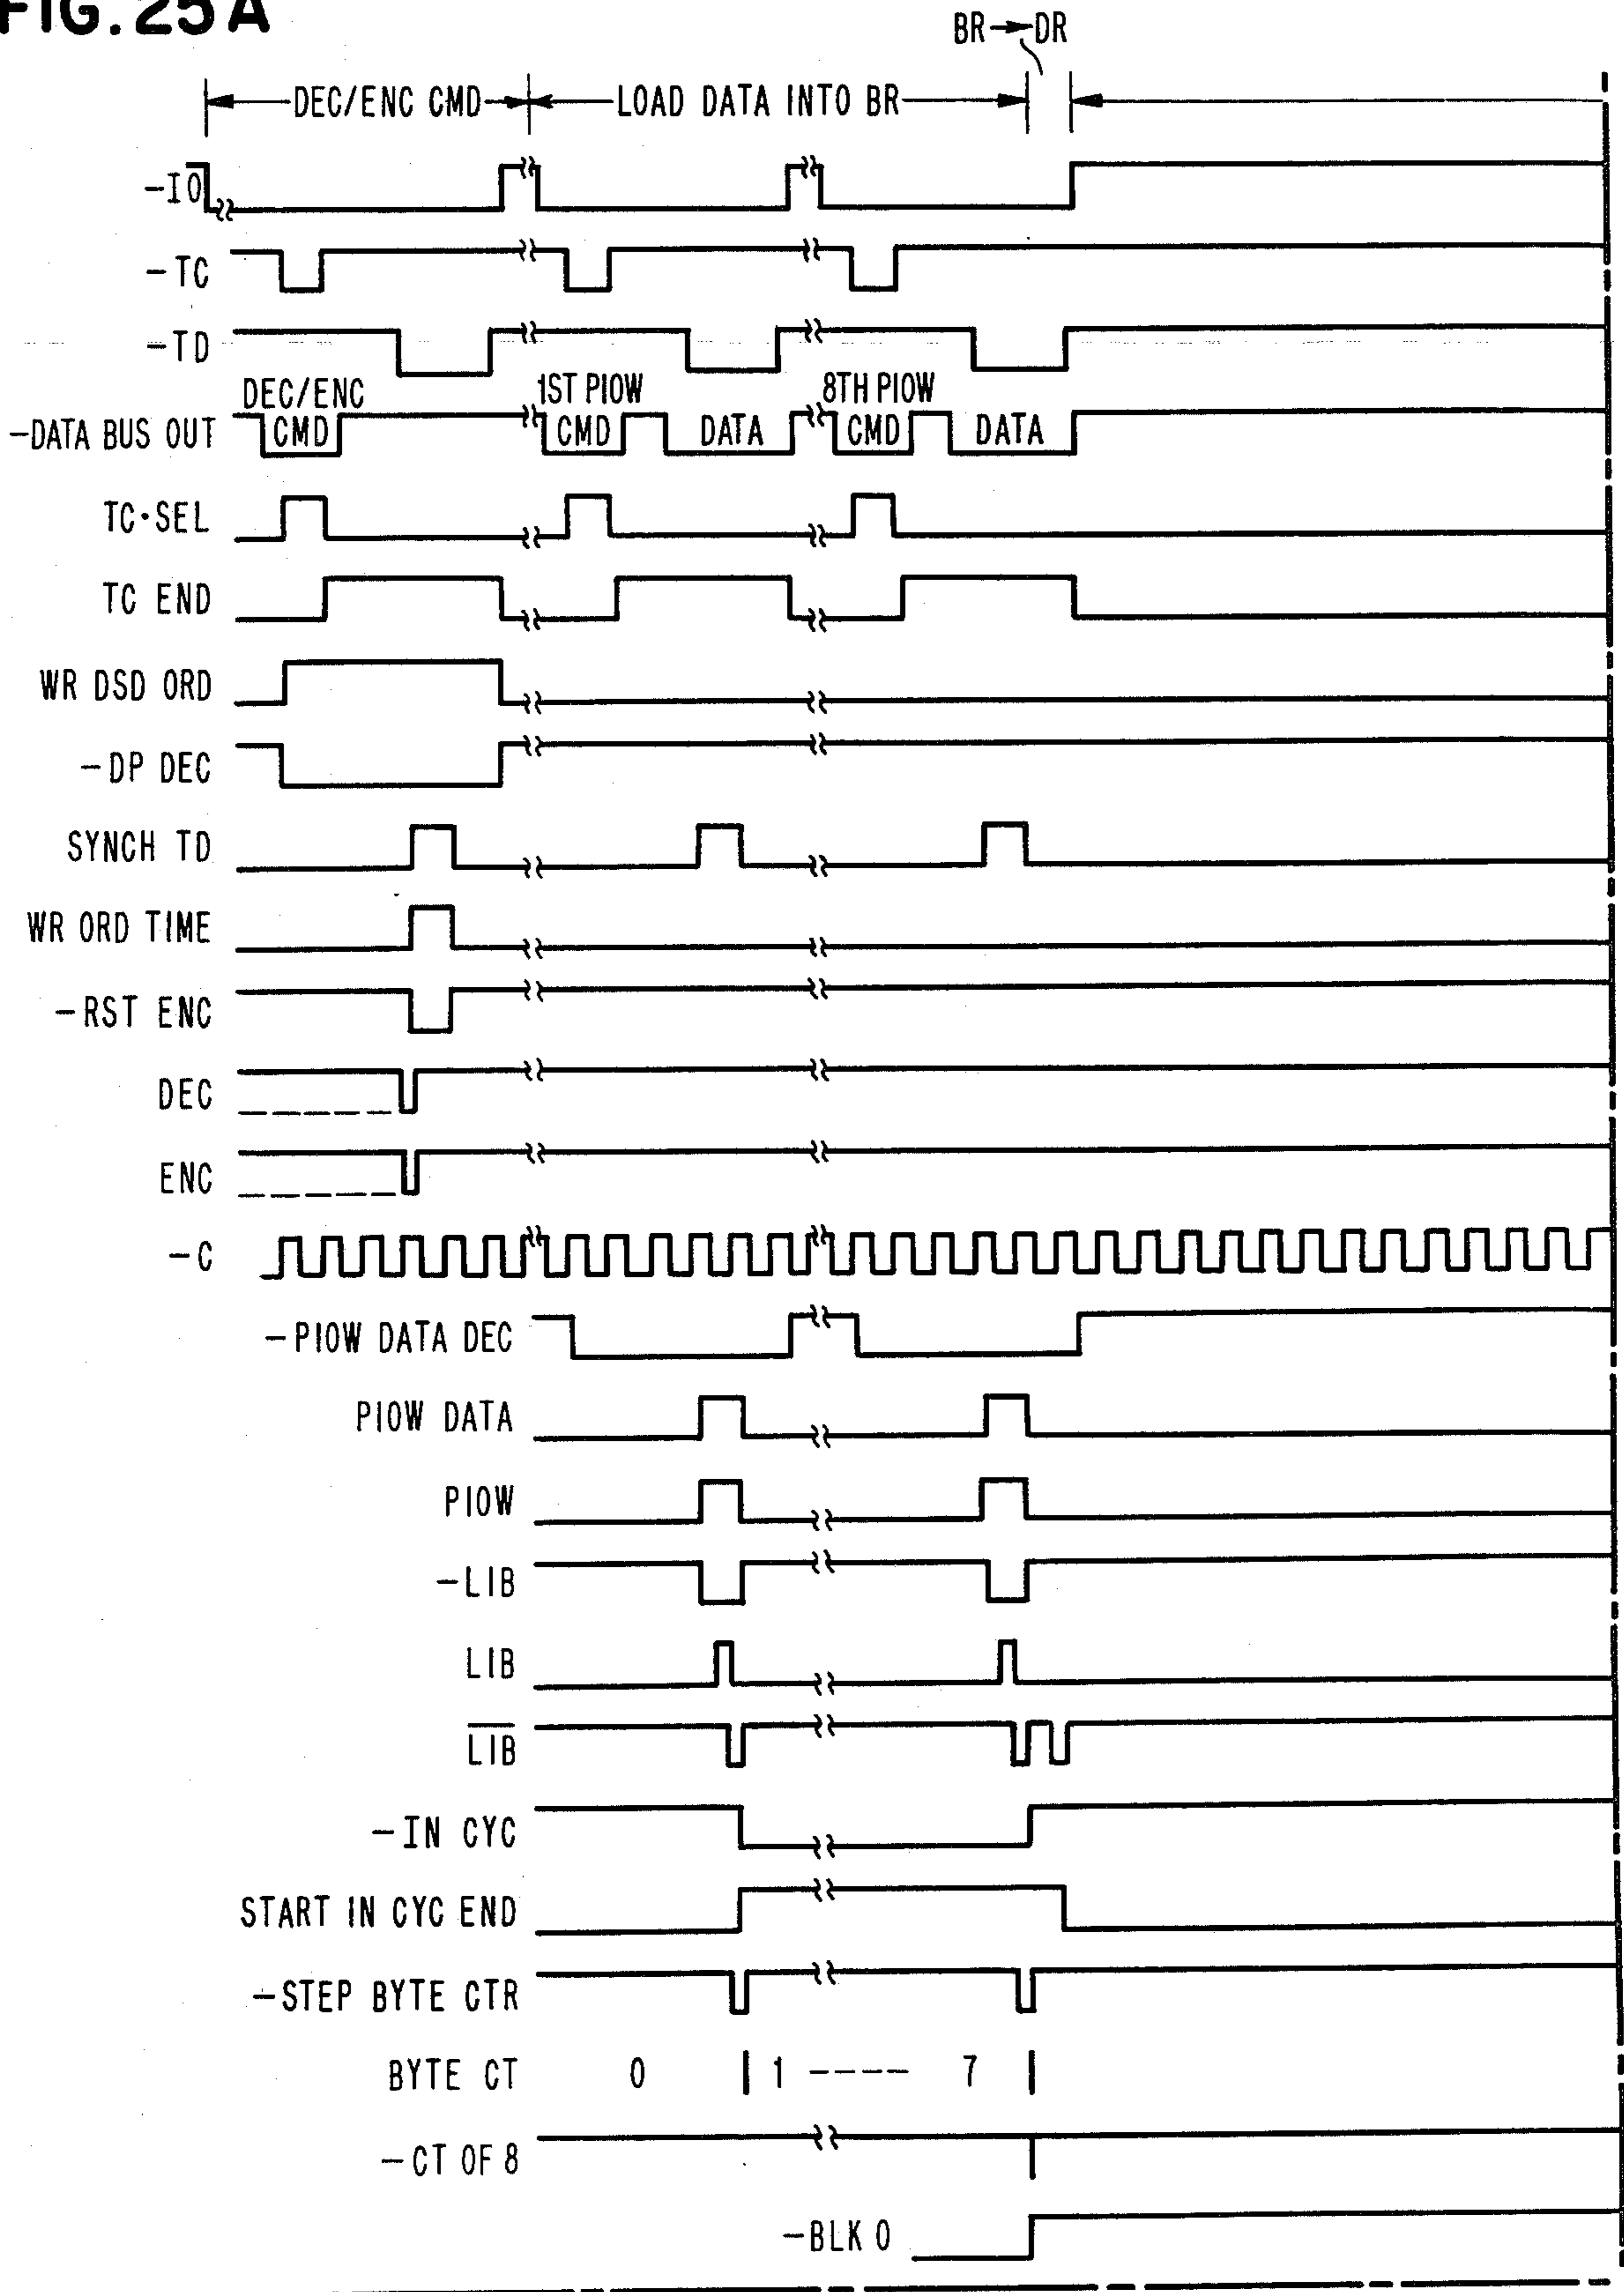 FIG. 25A
BR→DR
DEC/ENC CMD
LOAD DATA INTO BR
-IO
-TC
-TD
DEC/ENC 1ST PIOW 8TH PIOW
-DATA BUS OUT CMD CMD DATA CMD DATA
TC·SEL
TC END
WR DSD ORD
-DP DEC
SYNCH TD
WR ORD TIME
-RST ENC
DEC
ENC
-C
-PIOW DATA DEC
PIOW DATA
PIOW
-LIB
LIB
L̅I̅B̅
-IN CYC
START IN CYC END
-STEP BYTE CTR
BYTE CT 0 | 1 ---- 7 |
-CT OF 8
-BLK 0